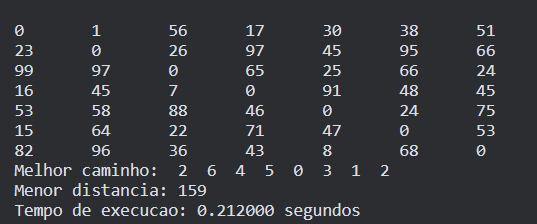 0 1 56 17 30 38 51
23 0 26 97 45 95 66
99 97 0 65 25 66 24
16 45 7 0 91 48 45
53 58 88 46 0 24 75
15 64 22 71 47 0 53
82 96 36 43 8 68 0
Melhor caminho: 2 6 4 5 0 3 1 2
Menor distancia: 159
Tempo de execucao: 0.212000 segundos